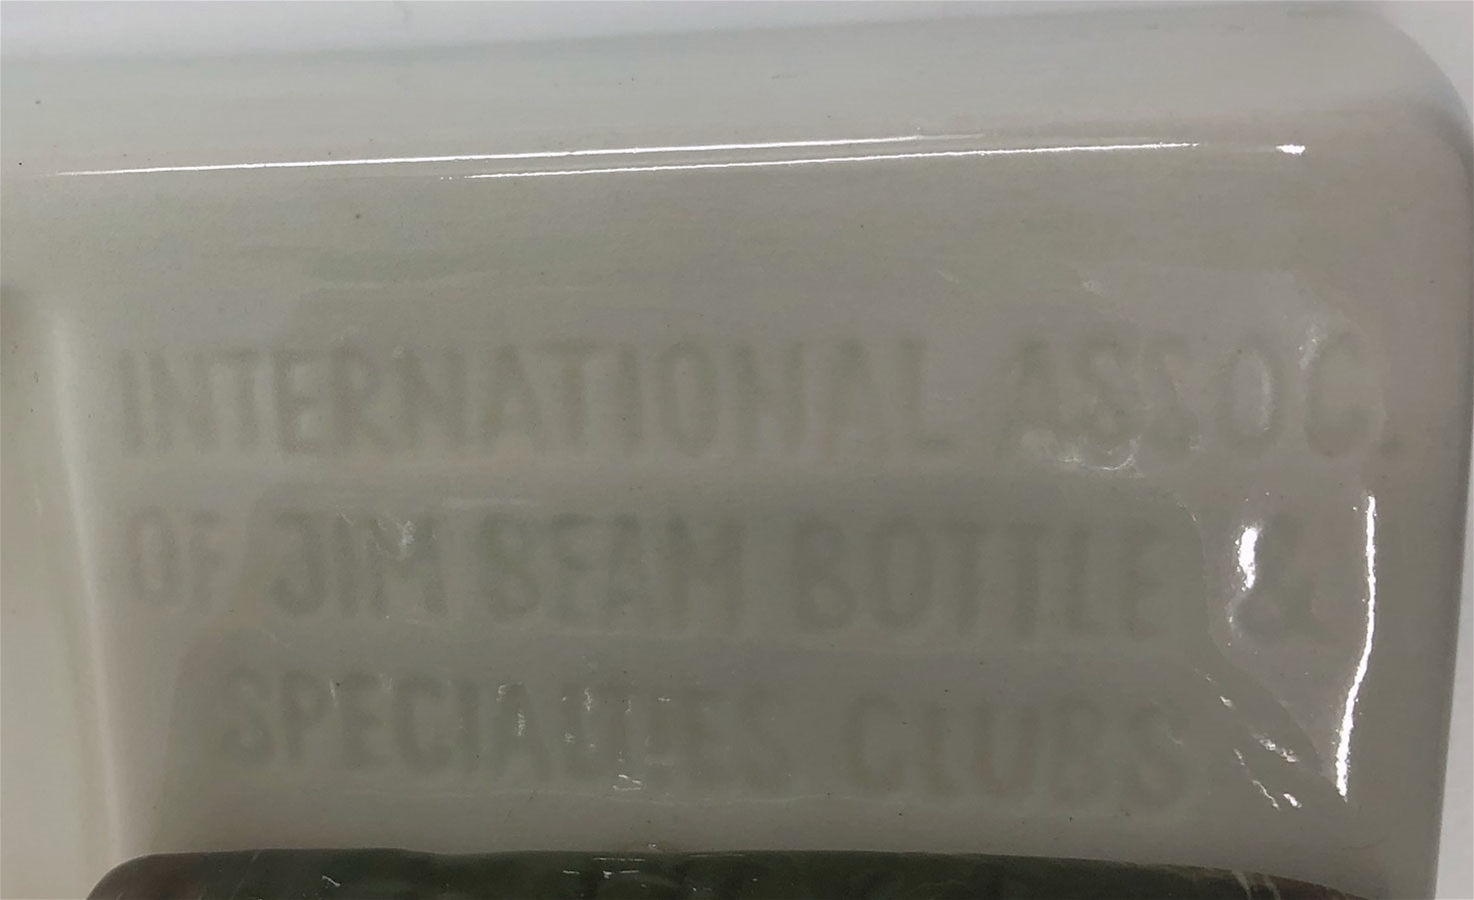 INTERNATIONAL ASSOC.
OF JIM BEAM BOTTLE &
SPECIALTIES CLUBS